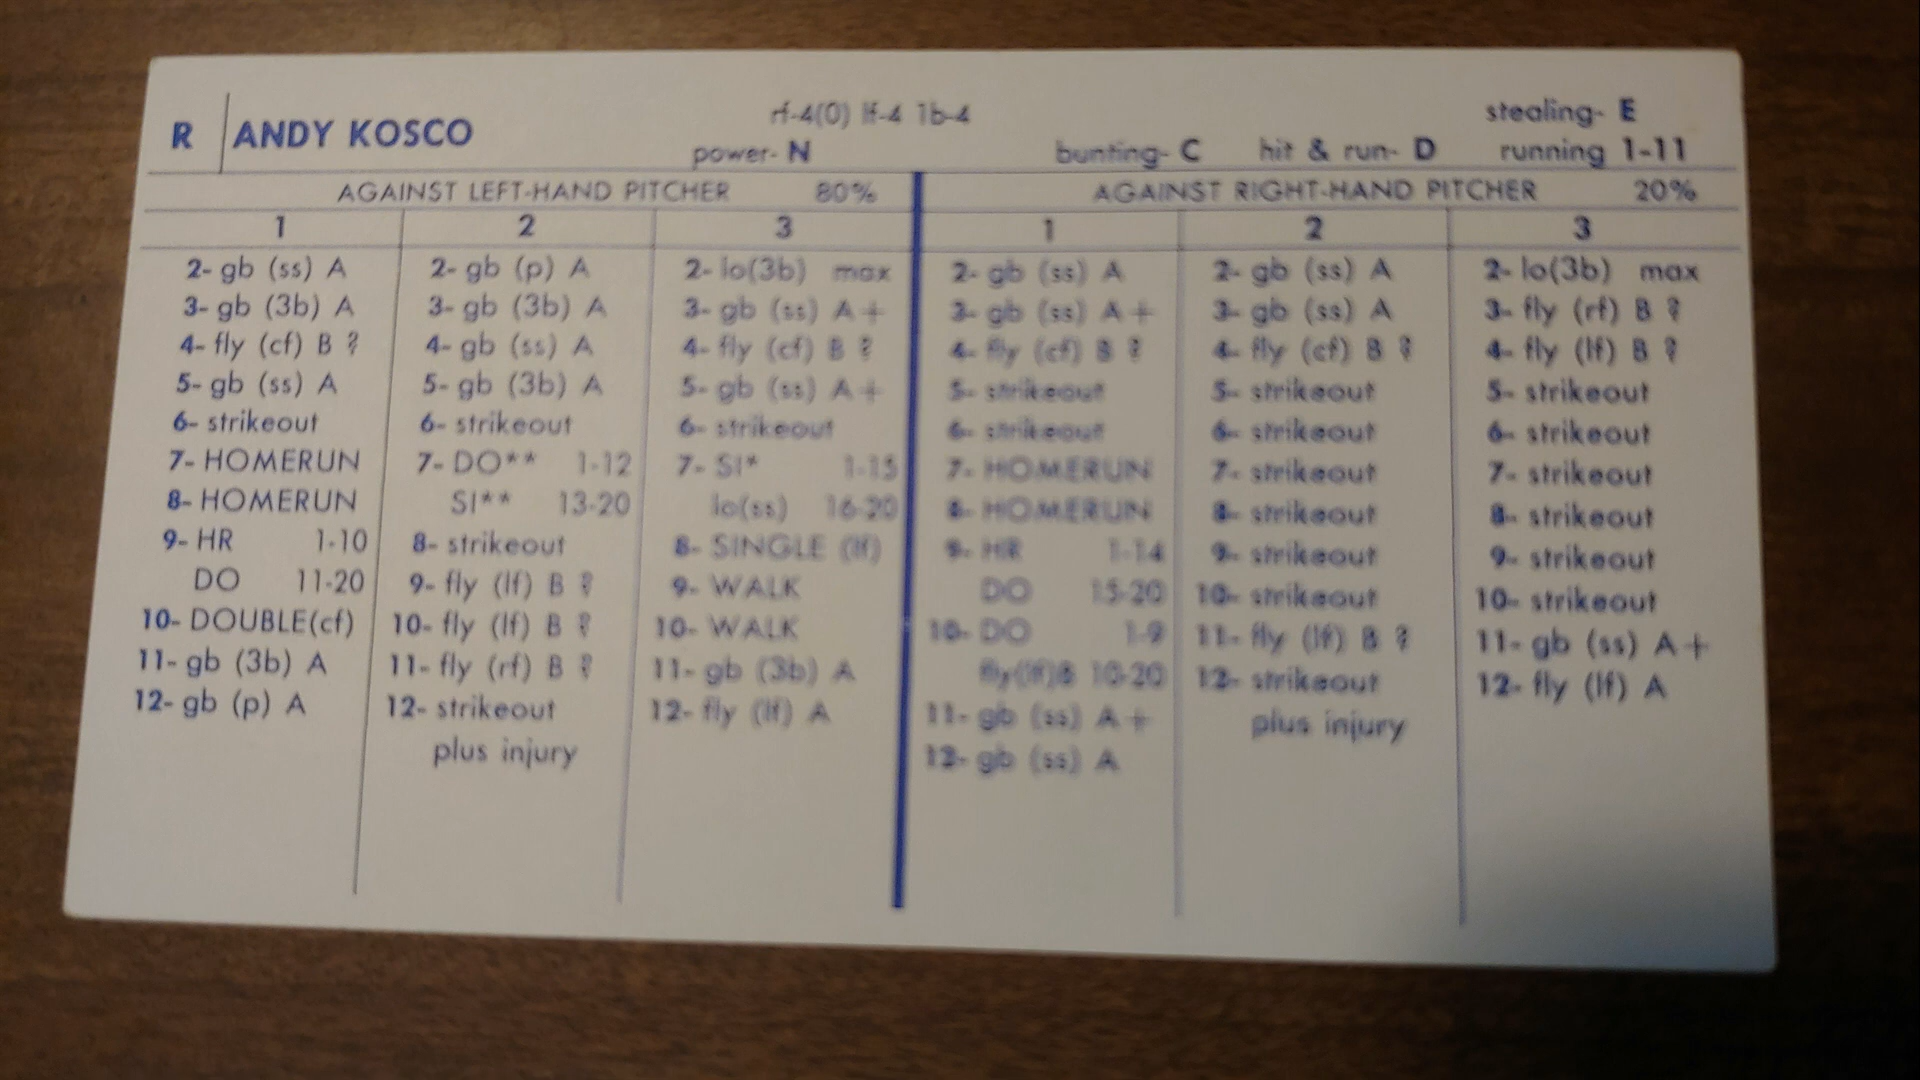 R ANDY KOSCO rf-4(0) lf-4 1b-4 stealing- E
power- N bunting- C hit & run- D running 1-11
AGAINST LEFT-HAND PITCHER 80%
1
2- gb (ss) A
3- gb (3b) A
4- fly (cf) B ?
5- gb (ss) A
6- strikeout
7- HOMERUN
8- HOMERUN
9- HR 1-10
DO 11-20
10- DOUBLE(cf)
11- gb (3b) A
12- gb (p) A
2
2- gb (p) A
3- gb (3b) A
4- gb (ss) A
5- gb (3b) A
6- strikeout
7- DO** 1-12
SI** 13-20
8- strikeout
9- fly (lf) B ?
10- fly (lf) B ?
11- fly (rf) B ?
12- strikeout
plus injury
3
2- lo(3b) max
3- gb (ss) A+
4- fly (cf) B ?
5- gb (ss) A+
6- strikeout
7- SI* 1-15
lo(ss) 16-20
8- SINGLE (lf)
9- WALK
10- WALK
11- gb (3b) A
12- fly (lf) A
AGAINST RIGHT-HAND PITCHER 20%
1
2- gb (ss) A
3- gb (ss) A+
4- fly (cf) B ?
5- strikeout
6- strikeout
7- HOMERUN
8- HOMERUN
9- HR 1-14
DO 15-20
10- DO 1-9
fly(lf)B 10-20
11- gb (ss) A+
12- gb (ss) A
2
2- gb (ss) A
3- gb (ss) A
4- fly (cf) B ?
5- strikeout
6- strikeout
7- strikeout
8- strikeout
9- strikeout
10- strikeout
11- fly (lf) B ?
12- strikeout
plus injury
3
2- lo(3b) max
3- fly (rf) B ?
4- fly (lf) B ?
5- strikeout
6- strikeout
7- strikeout
8- strikeout
9- strikeout
10- strikeout
11- gb (ss) A+
12- fly (lf) A